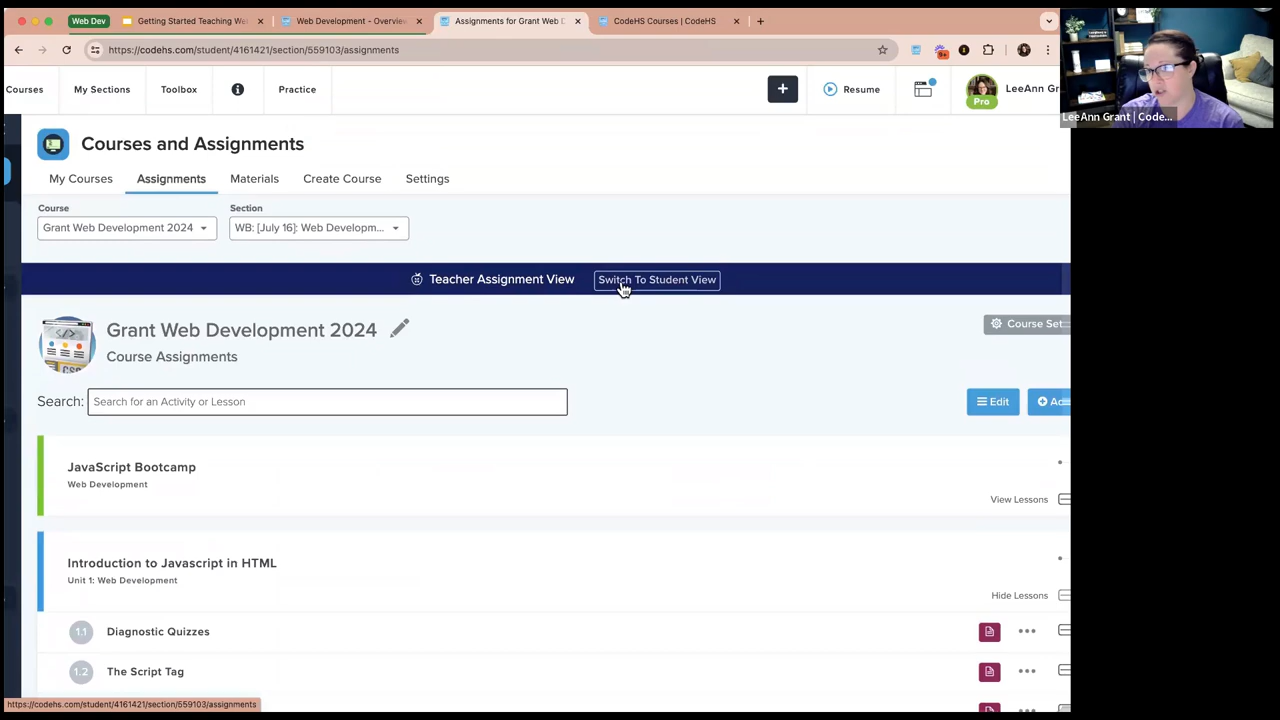 Web Dev
Getting Started Teaching We
Web Development - Overvie
Assignments for Grant Web D
CodeHS Courses | CodeHS
https://codehs.com/student/4161421/section/559103/assignments
9+
Courses
My Sections
Toolbox
Practice
Resume
LeeAnn Gr
Pro
LeeAnn Grant | Code...
Courses and Assignments
My Courses
Assignments
Materials
Create Course
Settings
Course
Section
Grant Web Development 2024
WB: [July 16]: Web Developm...
Teacher Assignment View
Switch To Student View
Grant Web Development 2024
Course Assignments
Course Set
Search:
Search for an Activity or Lesson
Edit
Ad
JavaScript Bootcamp
Web Development
View Lessons
Introduction to Javascript in HTML
Unit 1: Web Development
Hide Lessons
1.1
Diagnostic Quizzes
1.2
The Script Tag
https://codehs.com/student/4161421/section/559103/assignments